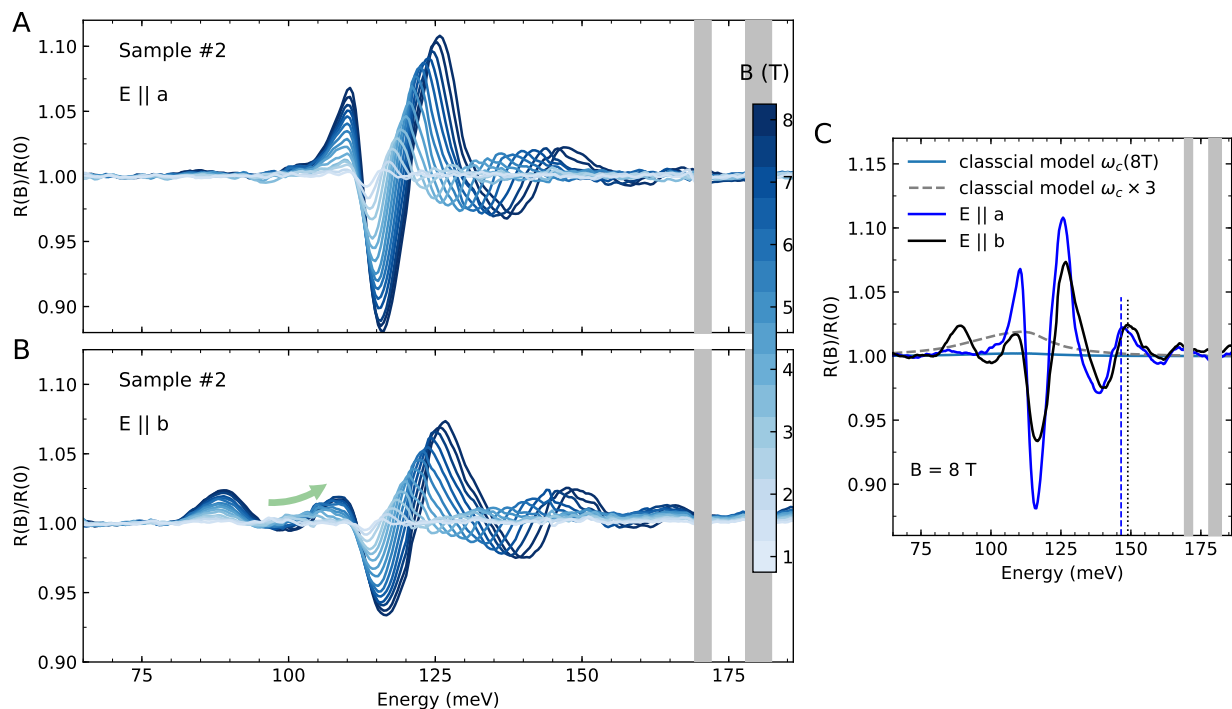 A
Sample #2
E || a
R(B)/R(0)
1.10
1.05
1.00
0.95
0.90
B (T)
8
7
6
5
4
3
2
1
B
Sample #2
E || b
R(B)/R(0)
1.10
1.05
1.00
0.95
0.90
75 100 125 150 175
Energy (meV)
C
classcial model ω_c(8T)
classcial model ω_c × 3
E || a
E || b
R(B)/R(0)
1.15
1.10
1.05
1.00
0.95
0.90
B = 8 T
75 100 125 150 175
Energy (meV)